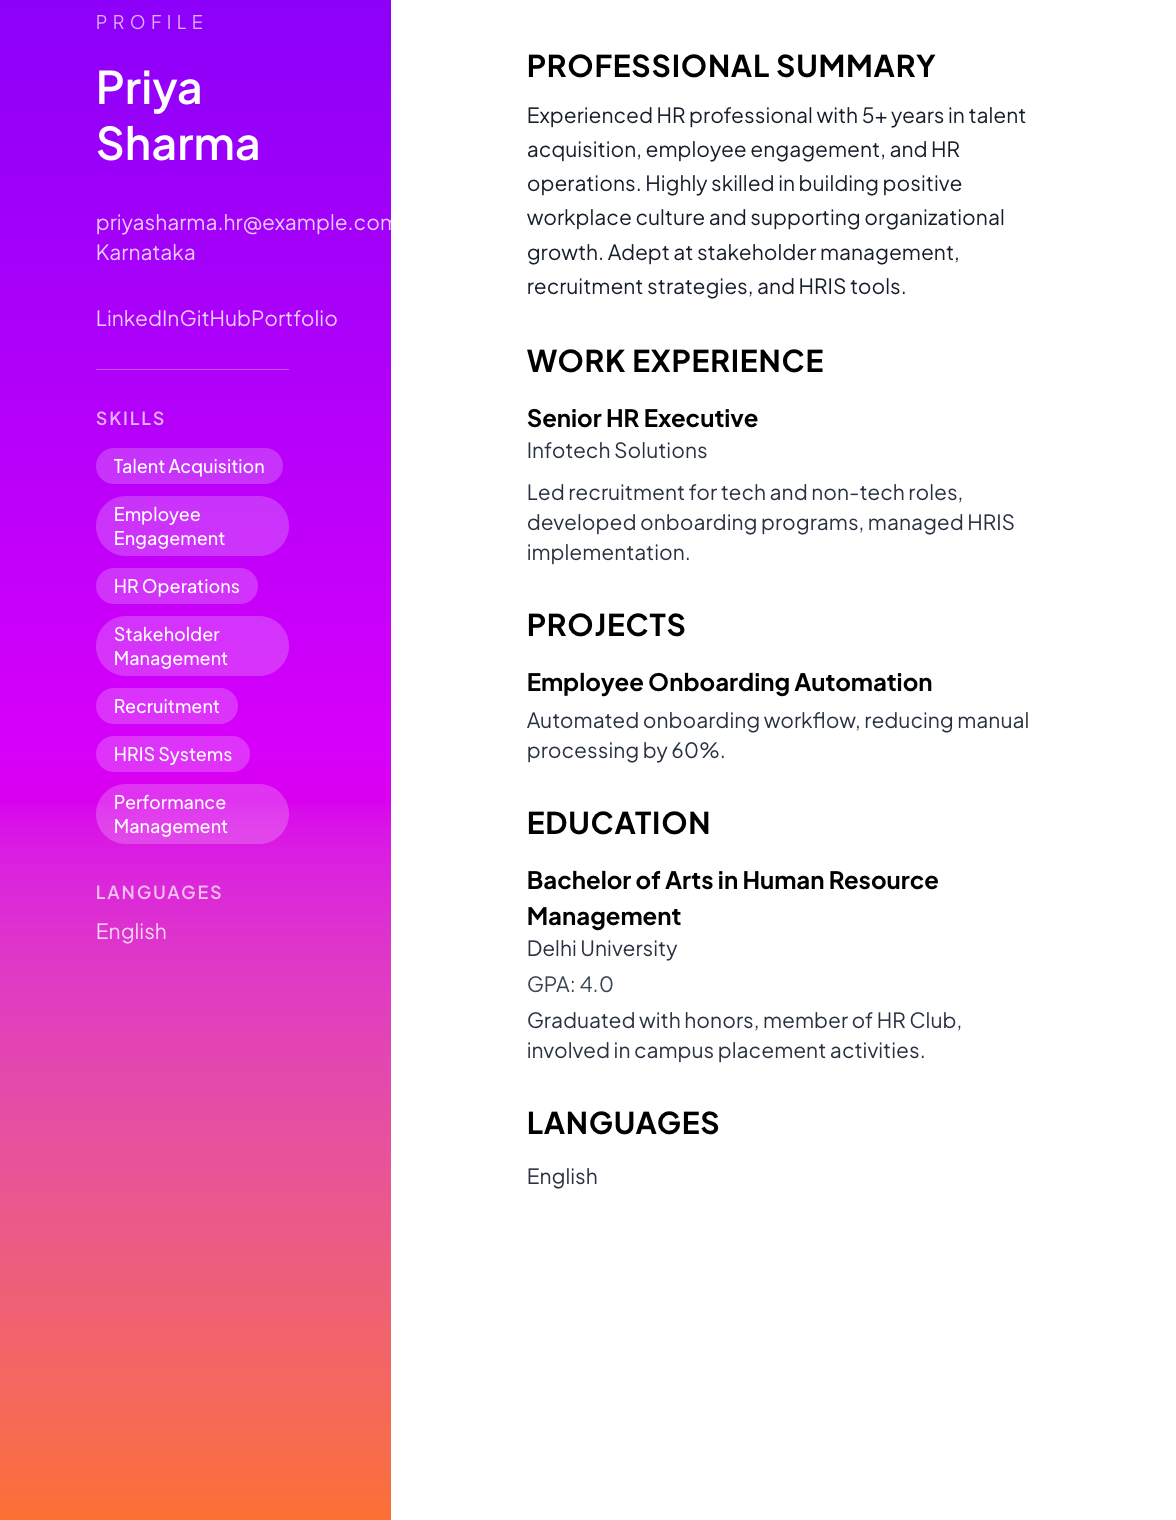 PROFILE
Priya
Sharma
priyasharma.hr@example.com
Karnataka
LinkedInGitHubPortfolio
SKILLS
Talent Acquisition
Employee
Engagement
HR Operations
Stakeholder
Management
Recruitment
HRIS Systems
Performance
Management
LANGUAGES
English
PROFESSIONAL SUMMARY
Experienced HR professional with 5+ years in talent
acquisition, employee engagement, and HR
operations. Highly skilled in building positive
workplace culture and supporting organizational
growth. Adept at stakeholder management,
recruitment strategies, and HRIS tools.
WORK EXPERIENCE
Senior HR Executive
Infotech Solutions
Led recruitment for tech and non-tech roles,
developed onboarding programs, managed HRIS
implementation.
PROJECTS
Employee Onboarding Automation
Automated onboarding workflow, reducing manual
processing by 60%.
EDUCATION
Bachelor of Arts in Human Resource
Management
Delhi University
GPA: 4.0
Graduated with honors, member of HR Club,
involved in campus placement activities.
LANGUAGES
English